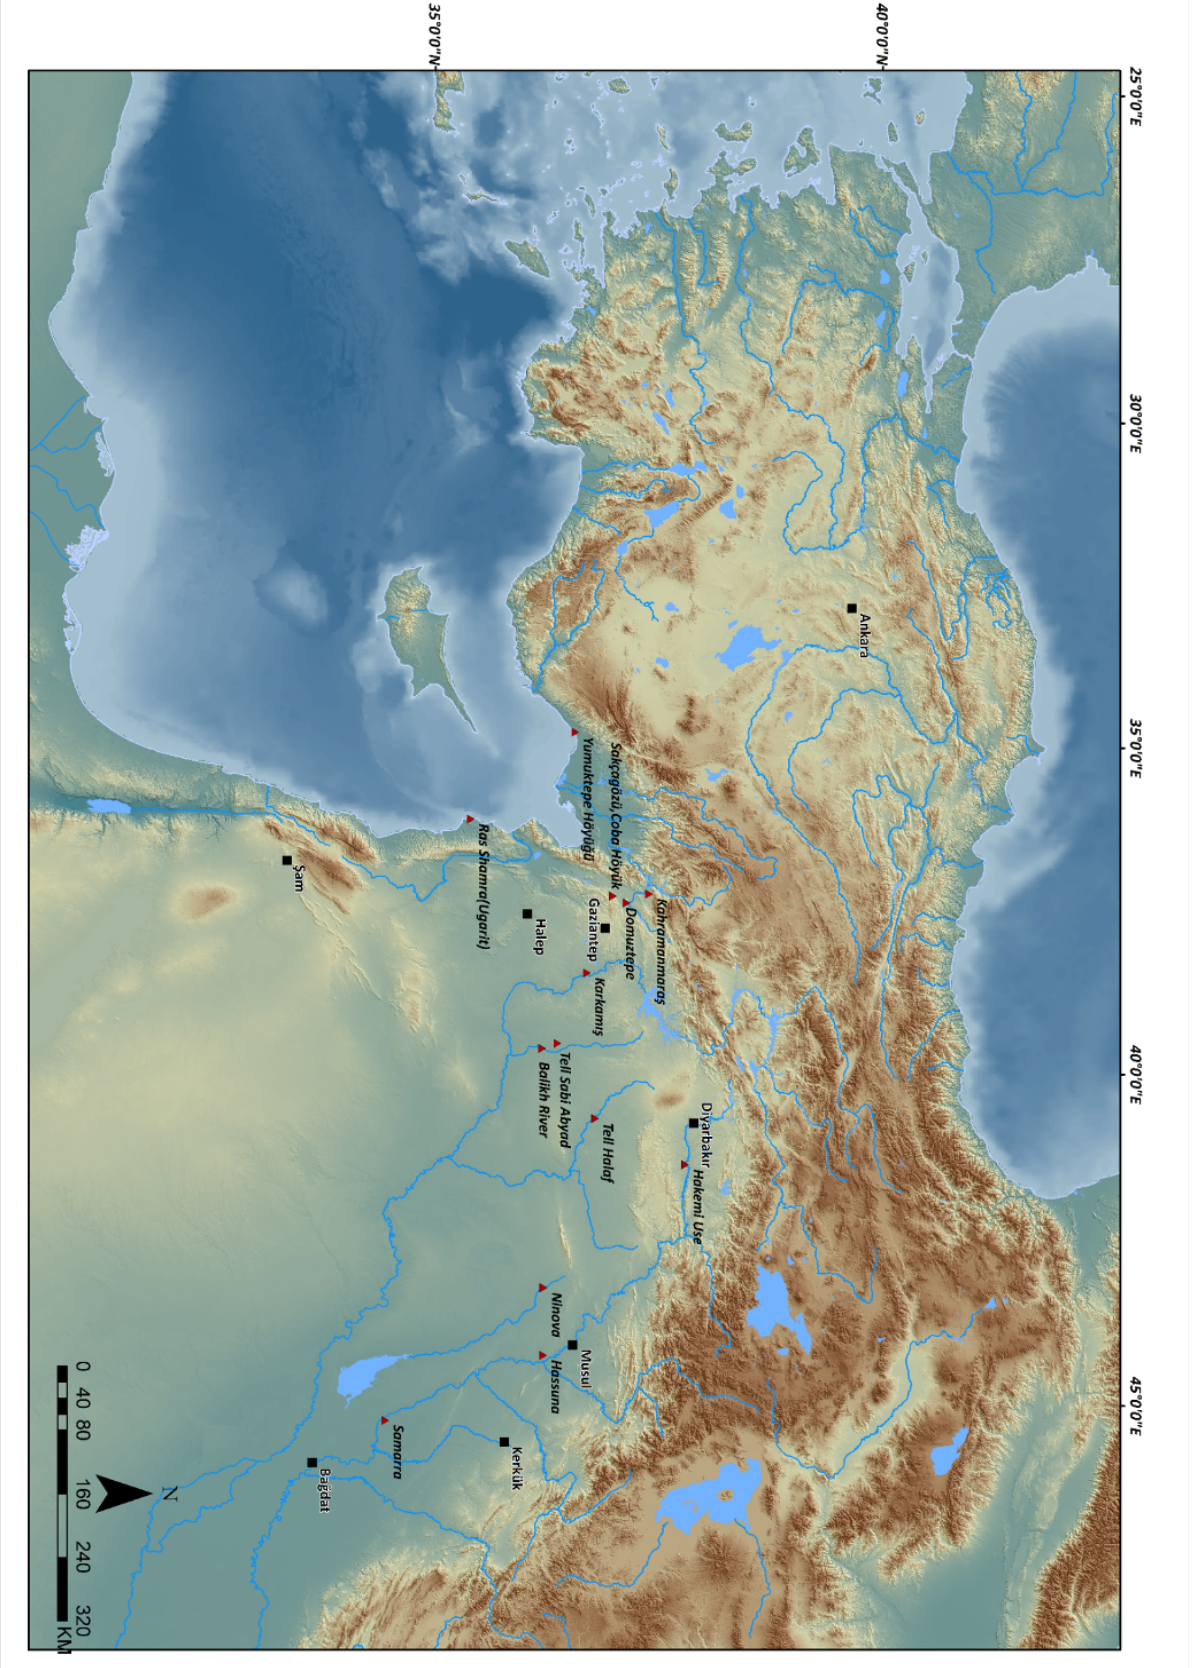 25°0'0"E
30°0'0"E
35°0'0"E
40°0'0"E
45°0'0"E
40°0'0"N
35°0'0"N
Ankara
Yumuktepe Höyüğü
Sakçagözü,Coba Höyük
Kahramanmaraş
Domuztepe
Gaziantep
Karkamış
Halep
Ras Shamra(Ugarit)
Şam
Diyarbakır
Hakemi Use
Tell Halaf
Tell Sabi Abyad
Balikh River
Ninova
Musul
Hassuna
Kerkük
Samarra
Bağdat
N
0 40 80 160 240 320
KM